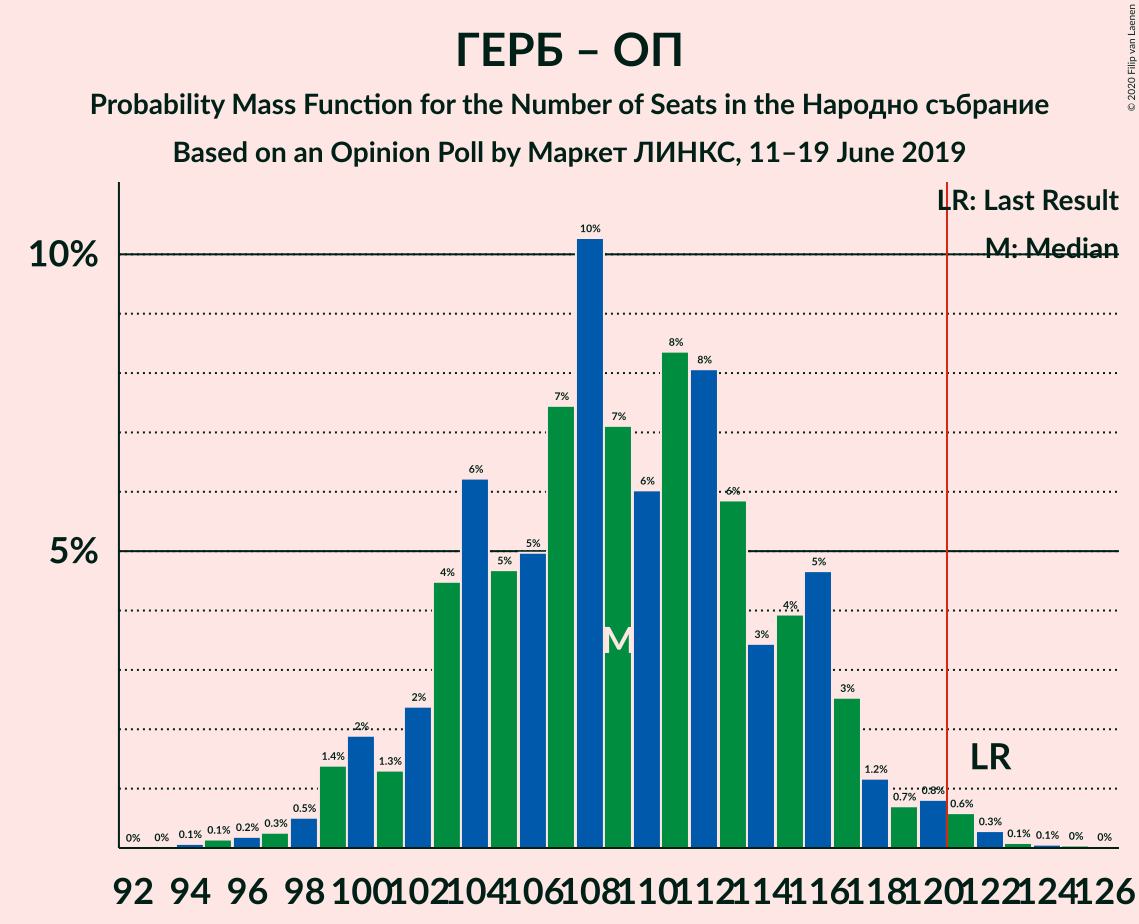 ГЕРБ – ОП
Probability Mass Function for the Number of Seats in the Народно събрание
Based on an Opinion Poll by Маркет ЛИНКС, 11–19 June 2019
© 2020 Filip van Laenen
LR: Last Result
M: Median
10%
5%
0% 0% 0.1% 0.1% 0.2% 0.3% 0.5% 1.4% 2% 1.3% 2% 4% 6% 5% 5% 7% 10% 7% 6% 8% 8% 6% 3% 4% 5% 3% 1.2% 0.7% 0.8% 0.6% 0.3% 0.1% 0.1% 0% 0%
M
LR
92 94 96 98 100 102 104 106 108 110 112 114 116 118 120 122 124 126